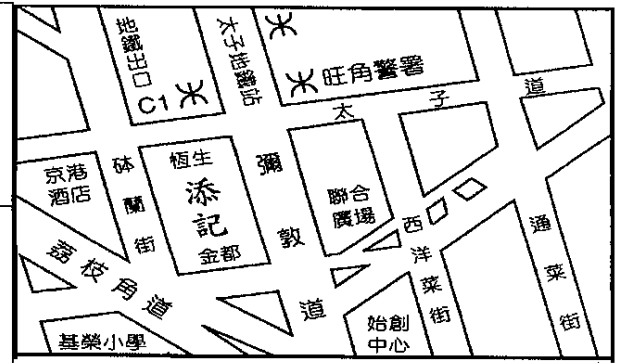 地鐵出口
C1
太子地鐵站
旺角警署
太子道
京港
酒店
砵蘭街
恆生
添記
金都
彌敦道
聯合
廣場
西洋菜街
通菜街
荔枝角道
基榮小學
始創
中心